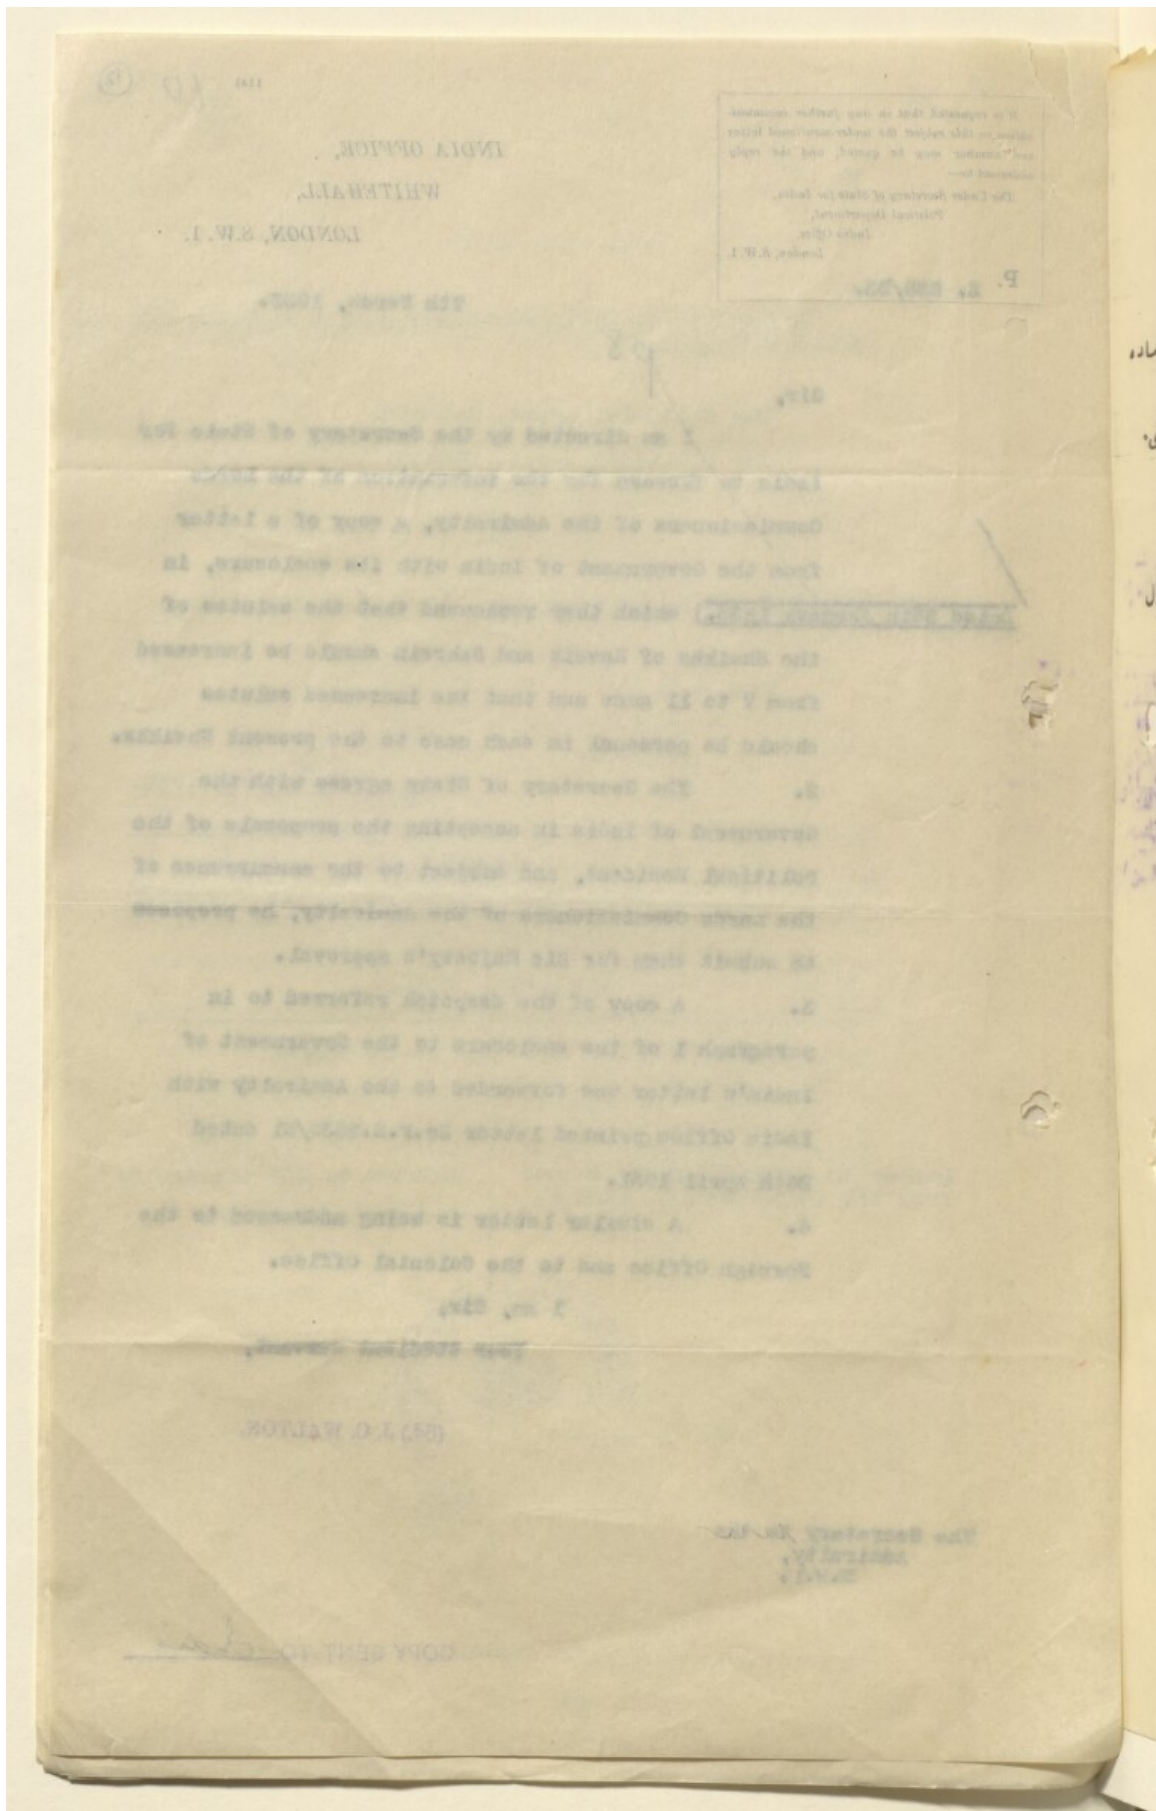 INDIA OFFICE,
WHITEHALL,
LONDON, S.W.1.
It is requested that in any further communi-
cation on this subject the under-mentioned letter
and number may be quoted, and the reply
addressed to—
The Under Secretary of State for India,
Political Department,
India Office,
London, S.W.1.
P.
7th March,
Sir,
I am directed by the Secretary of State for
India to forward for the information of the Lords
Commissioners of the Admiralty, a copy of a letter
from the Government of India with its enclosure, in
which they recommend that the salutes of
the Sheikhs of Koweit and Bahrein should be increased
from 7 to 11 guns and that the increased salutes
should be personal in each case to the present Sheikhs.
2. The Secretary of State agrees with the
Government of India in accepting the proposals of the
Political Resident, and subject to the concurrence of
the Lords Commissioners of the Admiralty, he proposes
to submit them for His Majesty's approval.
3. A copy of the despatch referred to in
paragraph 1 of the enclosure to the Government of
India's letter was forwarded to the Admiralty with
India Office printed letter dated
April
4. A similar letter is being addressed to the
Foreign Office and to the Colonial Office.
I am, Sir,
Your Obedient Servant,
(Sd.) J. C. WALTON.
The Secretary
Admiralty,
S.W.1.
COPY SENT TO